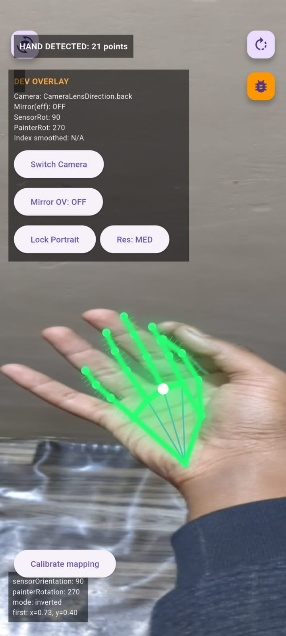 HAND DETECTED: 21 points
DEV OVERLAY
Camera: CameraLensDirection.back
Mirror(eff): OFF
SensorRot: 90
PainterRot: 270
Index smoothed: N/A
Switch Camera
Mirror OV: OFF
Lock Portrait
Res: MED
Calibrate mapping
sensorOrientation: 90
painterRotation: 270
mode: inverted
first: x=0.73, y=0.40